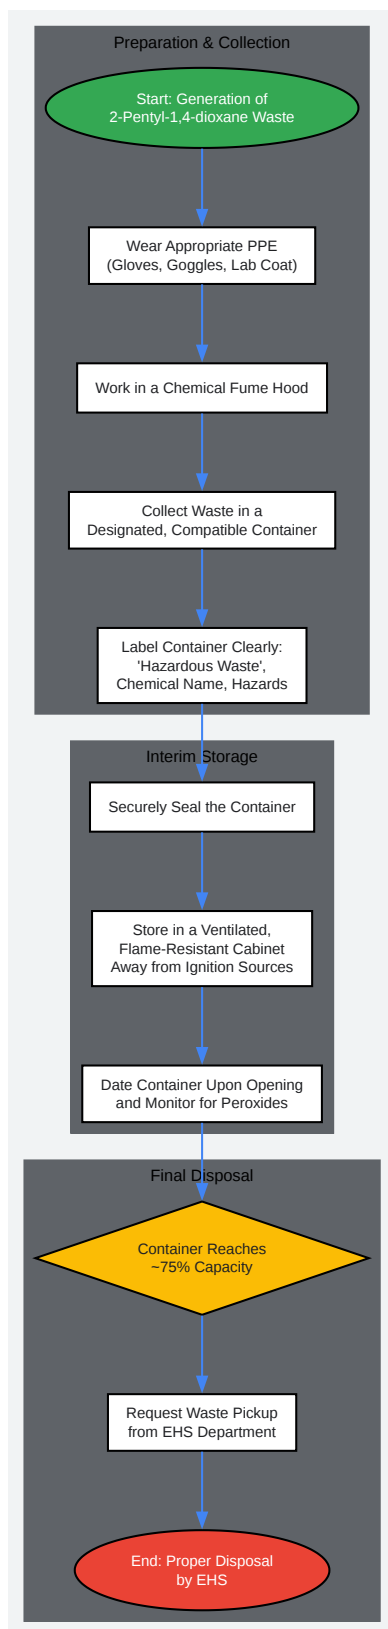 Preparation & Collection
Start: Generation of
2-Pentyl-1,4-dioxane Waste
Wear Appropriate PPE
(Gloves, Goggles, Lab Coat)
Work in a Chemical Fume Hood
Collect Waste in a
Designated, Compatible Container
Label Container Clearly:
'Hazardous Waste',
Chemical Name, Hazards
Interim Storage
Securely Seal the Container
Store in a Ventilated,
Flame-Resistant Cabinet
Away from Ignition Sources
Date Container Upon Opening
and Monitor for Peroxides
Final Disposal
Container Reaches
~75% Capacity
Request Waste Pickup
from EHS Department
End: Proper Disposal
by EHS